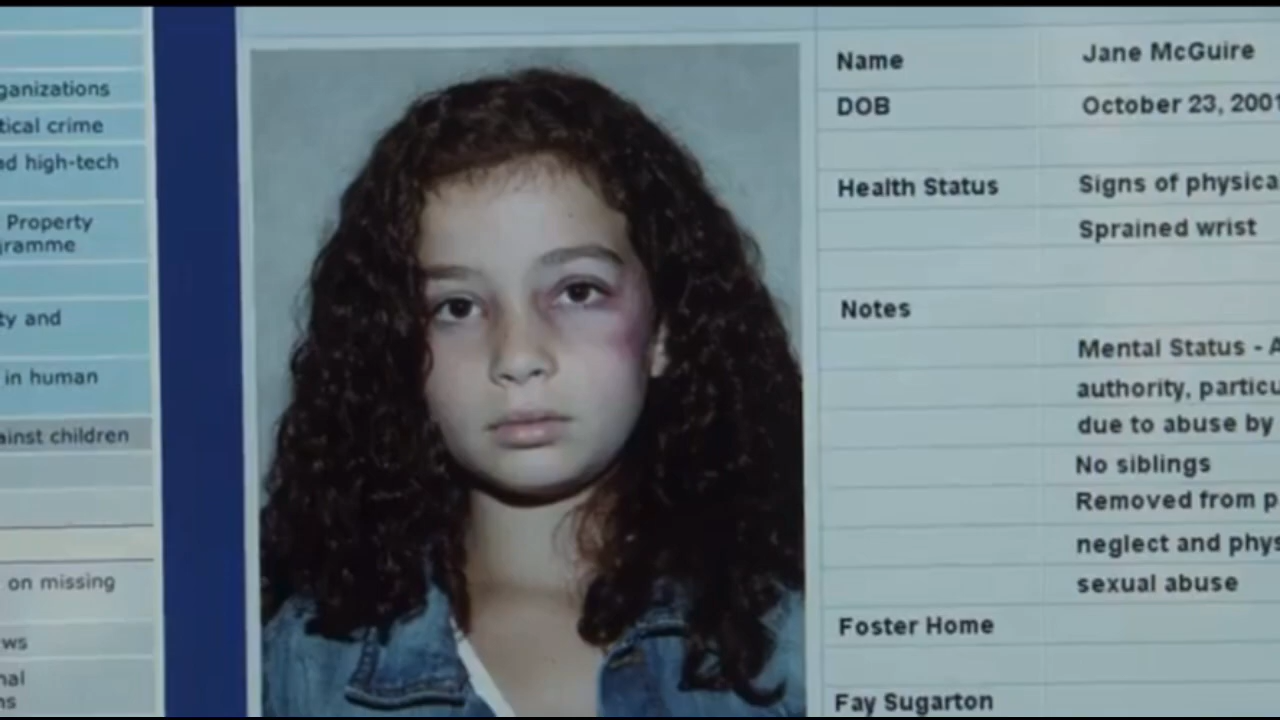 ganizations
tical crime
ad high-tech
Property
gramme
ty and
in human
ainst children
on missing
ws
nal
ns
Name Jane McGuire
DOB October 23, 2001
Health Status Signs of physica
Sprained wrist
Notes
Mental Status - A
authority, particu
due to abuse by
No siblings
Removed from p
neglect and phys
sexual abuse
Foster Home
Fay Sugarton